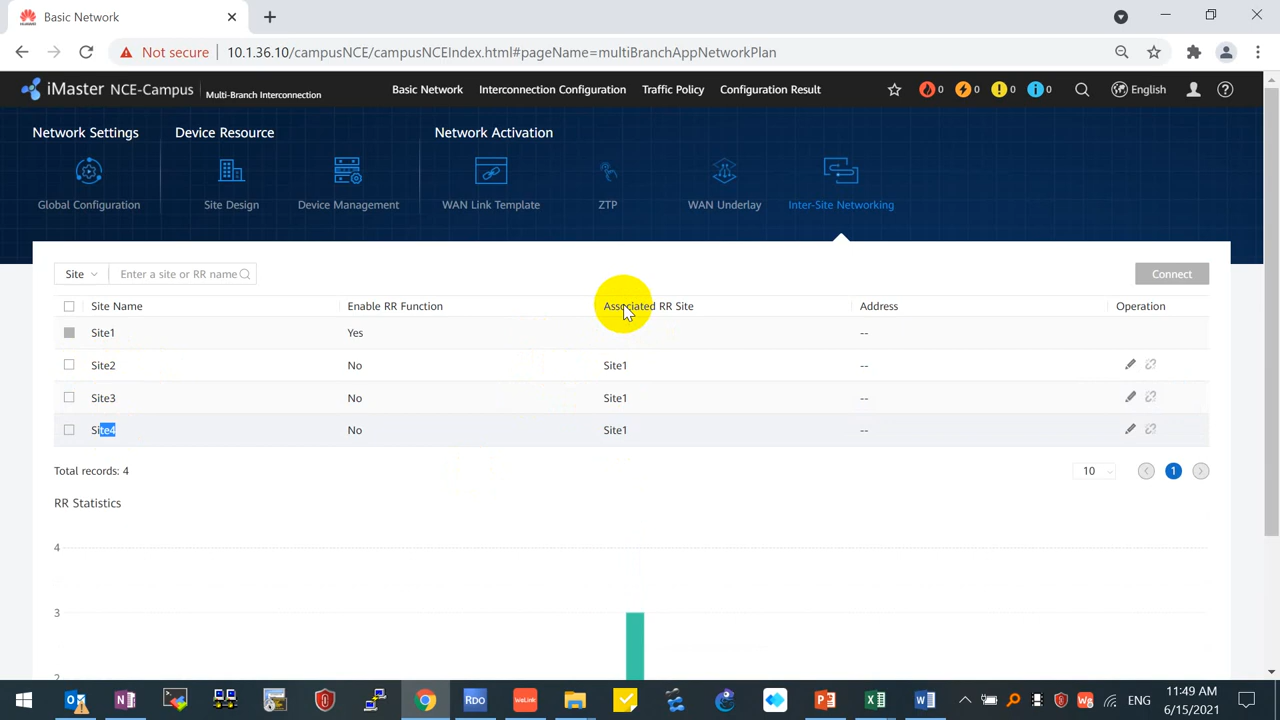 Basic Network
Not secure
10.1.36.10/campusNCE/campusNCEIndex.html#pageName=multiBranchAppNetworkPlan
iMaster NCE-Campus
Multi-Branch Interconnection
Basic Network
Interconnection Configuration
Traffic Policy
Configuration Result
0
0
0
0
English
Network Settings
Device Resource
Network Activation
Global Configuration
Site Design
Device Management
WAN Link Template
ZTP
WAN Underlay
Inter-Site Networking
Site
Enter a site or RR name
Connect
Site Name Enable RR Function Associated RR Site Address Operation
Site1 Yes --
Site2 No Site1 --
Site3 No Site1 --
Site4 No Site1 --
Total records: 4
10
1
RR Statistics
4
3
2
RDO
WeLink
ENG
11:49 AM
6/15/2021